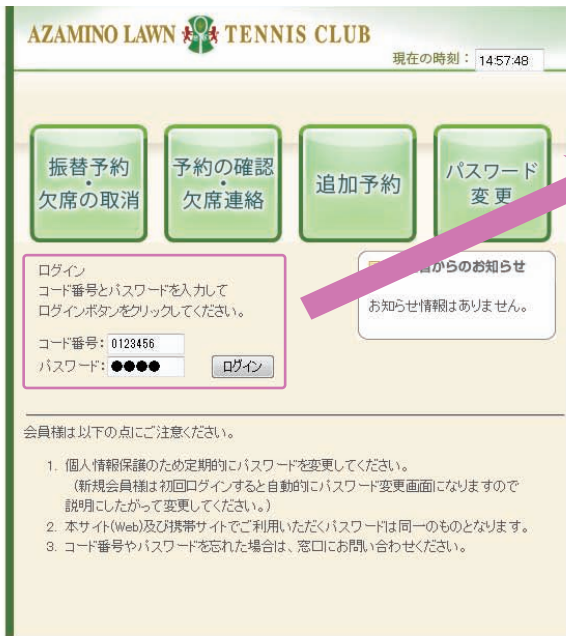 AZAMINO LAWN TENNIS CLUB
現在の時刻： 14:57:48
振替予約
・
欠席の取消
予約の確認
・
欠席連絡
追加予約
パスワード
変更
ログイン
コード番号とパスワードを入力して
ログインボタンをクリックしてください。
コード番号： 0123456
パスワード： ●●●● ログイン
からのお知らせ
お知らせ情報はありません。
会員様は以下の点にご注意ください。
1. 個人情報保護のため定期的にパスワードを変更してください。
（新規会員様は初回ログインすると自動的にパスワード変更画面になりますので
説明にしたがって変更してください。）
2. 本サイト(Web)及び携帯サイトでご利用いただくパスワードは同一のものとなります。
3. コード番号やパスワードを忘れた場合は、窓口にお問い合わせください。